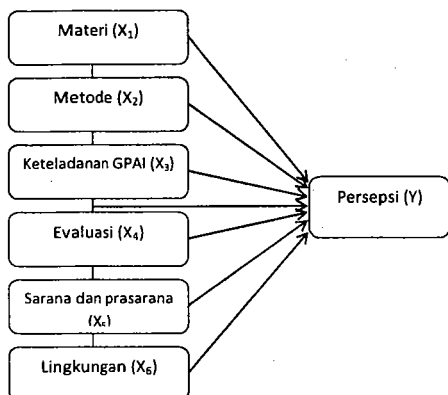 Materi (X₁)
Metode (X₂)
Keteladanan GPAI (X₃)
Persepsi (Y)
Evaluasi (X₄)
Sarana dan prasarana
(X₅)
Lingkungan (X₆)